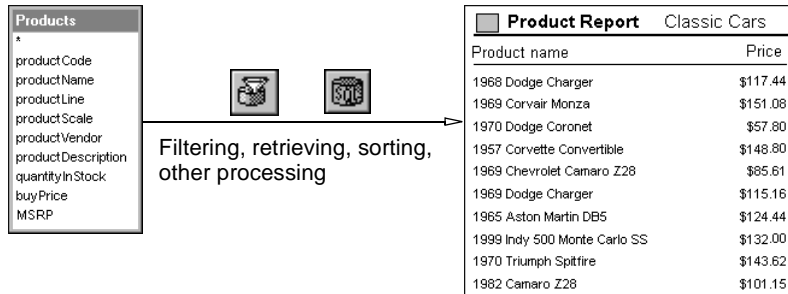 Products
*
productCode
productName
productLine
productScale
productVendor
productDescription
quantityInStock
buyPrice
MSRP
SQL
Filtering, retrieving, sorting,
other processing
Product Report Classic Cars
Product name Price
1968 Dodge Charger $117.44
1969 Corvair Monza $151.08
1970 Dodge Coronet $57.80
1957 Corvette Convertible $148.80
1969 Chevrolet Camaro Z28 $85.61
1969 Dodge Charger $115.16
1965 Aston Martin DB5 $124.44
1999 Indy 500 Monte Carlo SS $132.00
1970 Triumph Spitfire $143.62
1982 Camaro Z28 $101.15